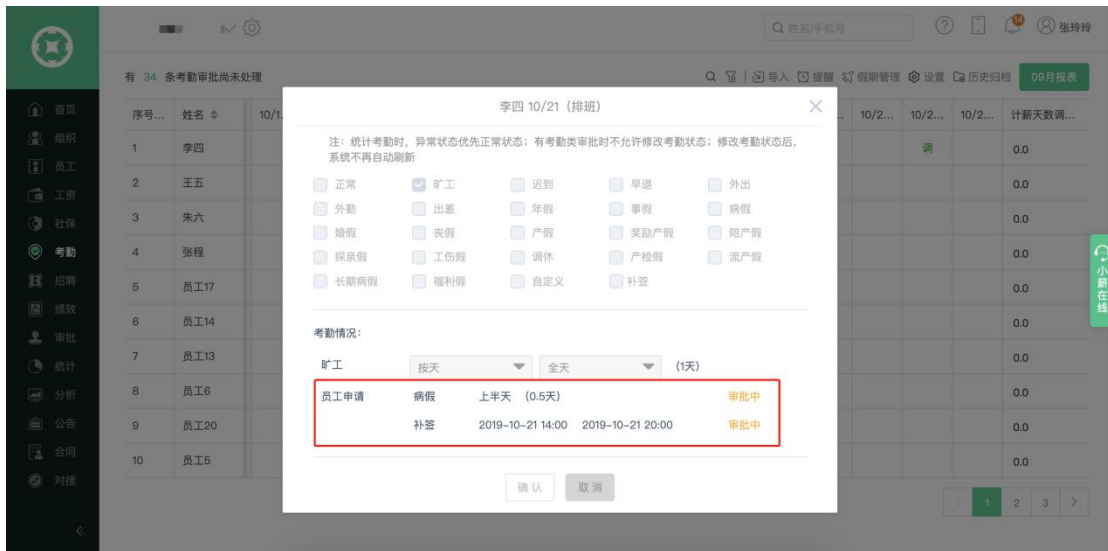 姓名/手机号
14
张玲玲
有 34 条考勤审批尚未处理
导入 提醒 假期管理 设置 历史归档 09月报表
首页
组织
员工
工资
社保
考勤
招聘
绩效
审批
统计
分析
公告
合同
对接
序号... 姓名 10/1. 10/2... 10/2... 10/2... 计薪天数调...
1 李四 调 0.0
2 王五 0.0
3 朱六 0.0
4 张程 0.0
5 员工17 0.0
6 员工14 0.0
7 员工13 0.0
8 员工6 0.0
9 员工20 0.0
10 员工5 0.0
李四 10/21（排班）
注：统计考勤时，异常状态优先正常状态；有考勤类审批时不允许修改考勤状态；修改考勤状态后，
系统不再自动刷新
正常 旷工 迟到 早退 外出
外勤 出差 年假 事假 病假
婚假 丧假 产假 奖励产假 陪产假
探亲假 工伤假 调休 产检假 流产假
长期病假 福利假 自定义 补签
考勤情况：
旷工 按天 全天 (1天)
员工申请 病假 上半天 (0.5天) 审批中
补签 2019-10-21 14:00 2019-10-21 20:00 审批中
确认 取消
1 2 3
小薪在线